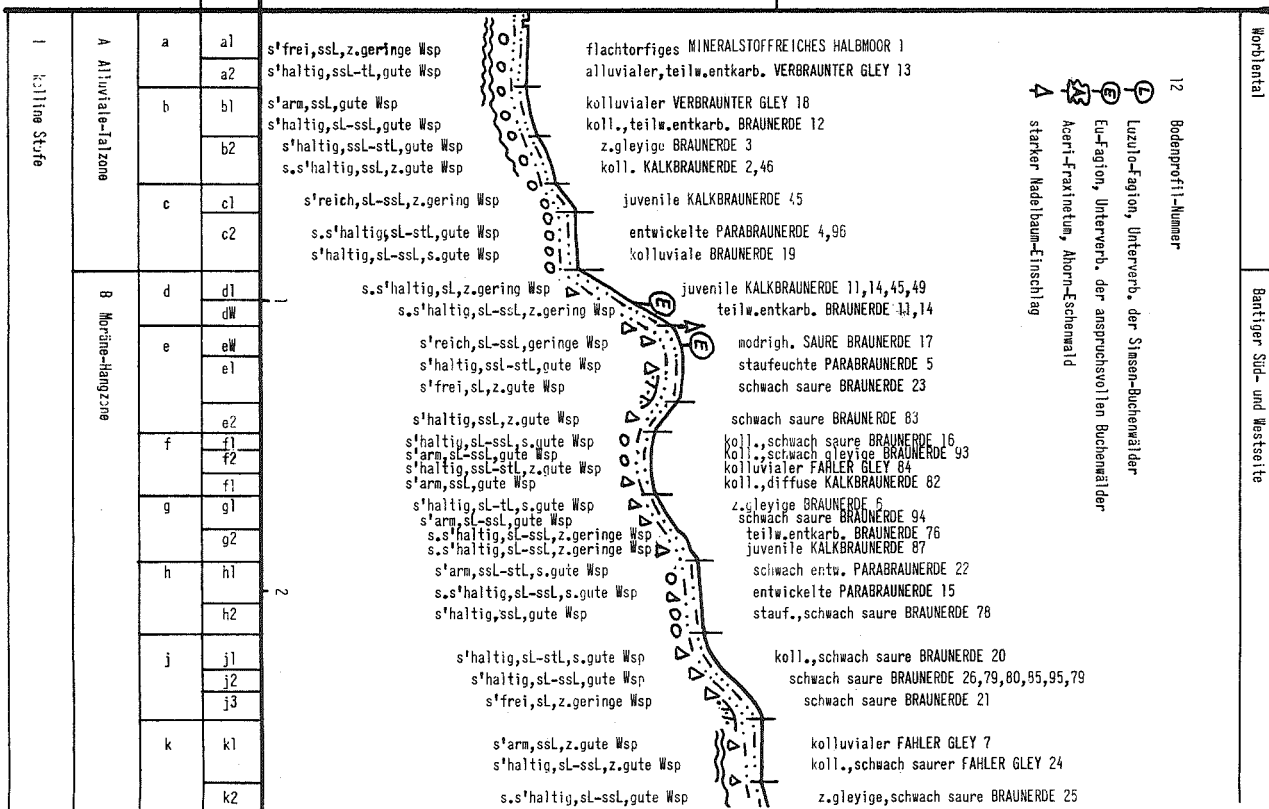 I kolline Stufe
A Alluviale-Talzone
B Moräne-Hangzone
a a1 s'frei,ssL,z.geringe Wsp flachtorfiges MINERALSTOFFREICHES HALBMOOR 1
a2 s'haltig,ssL-tL,gute Wsp alluvialer,teilw.entkarb. VERBRAUNTER GLEY 13
b b1 s'arm,ssL,gute Wsp kolluvialer VERBRAUNTER GLEY 18
s'haltig,sL-ssL,gute Wsp koll.,teilw.entkarb. BRAUNERDE 12
b2 s'haltig,ssL-stL,gute Wsp z.gleyige BRAUNERDE 3
s.s'haltig,ssL,z.gute Wsp koll. KALKBRAUNERDE 2,46
c c1 s'reich,sL-ssL,z.gering Wsp juvenile KALKBRAUNERDE 45
c2 s.s'haltig,sL-stL,gute Wsp entwickelte PARABRAUNERDE 4,96
s'haltig,sL-ssL,s.gute Wsp kolluviale BRAUNERDE 19
d d1 s.s'haltig,sL,z.gering Wsp juvenile KALKBRAUNERDE 11,14,45,49
1
dW s.s'haltig,sL-ssL,z.gering Wsp E teilw.entkarb. BRAUNERDE 11,14
e eW s'reich,sL-ssL,geringe Wsp E modrigh. SAURE BRAUNERDE 17
e1 s'haltig,ssL-stL,gute Wsp staufeuchte PARABRAUNERDE 5
s'frei,sL,z.gute Wsp schwach saure BRAUNERDE 23
e2 s'haltig,ssL,z.gute Wsp schwach saure BRAUNERDE 83
f f1 s'haltig,sL-ssL,s.gute Wsp koll.,schwach saure BRAUNERDE 16
f2 s'arm,sL-ssL,gute Wsp koll.,schwach gleyige BRAUNERDE 93
s'haltig,ssL-stL,z.gute Wsp kolluvialer FAHLER GLEY 84
f1 s'arm,ssL,gute Wsp koll.,diffuse KALKBRAUNERDE 82
g g1 s'haltig,sL-tL,s.gute Wsp z.gleyige BRAUNERDE 6
s'arm,sL-ssL,gute Wsp schwach saure BRAUNERDE 94
g2 s.s'haltig,sL-ssL,z.geringe Wsp teilw.entkarb. BRAUNERDE 76
s.s'haltig,sL-ssL,z.geringe Wsp juvenile KALKBRAUNERDE 87
h h1 s'arm,ssL-stL,s.gute Wsp schwach entw. PARABRAUNERDE 22
2 s.s'haltig,sL-ssL,s.gute Wsp entwickelte PARABRAUNERDE 15
h2 s'haltig,ssL,gute Wsp stauf.,schwach saure BRAUNERDE 78
j j1 s'haltig,sL-stL,s.gute Wsp koll.,schwach saure BRAUNERDE 20
j2 s'haltig,sL-ssL,gute Wsp schwach saure BRAUNERDE 26,79,80,85,95,79
j3 s'frei,sL,z.geringe Wsp schwach saure BRAUNERDE 21
k k1 s'arm,ssL,z.gute Wsp kolluvialer FAHLER GLEY 7
s'haltig,sL-ssL,z.gute Wsp koll.,schwach saurer FAHLER GLEY 24
k2 s.s'haltig,sL-ssL,gute Wsp z.gleyige,schwach saure BRAUNERDE 25
12 Bodenprofil-Nummer
L Luzulo-Fagion, Unterverb. der Simsen-Buchenwälder
E Eu-Fagion, Unterverb. der anspruchsvollen Buchenwälder
Aceri-Fraxinetum, Ahorn-Eschenwald
starker Nadelbaum-Einschlag
Worblental
Bantiger Süd- und Westseite